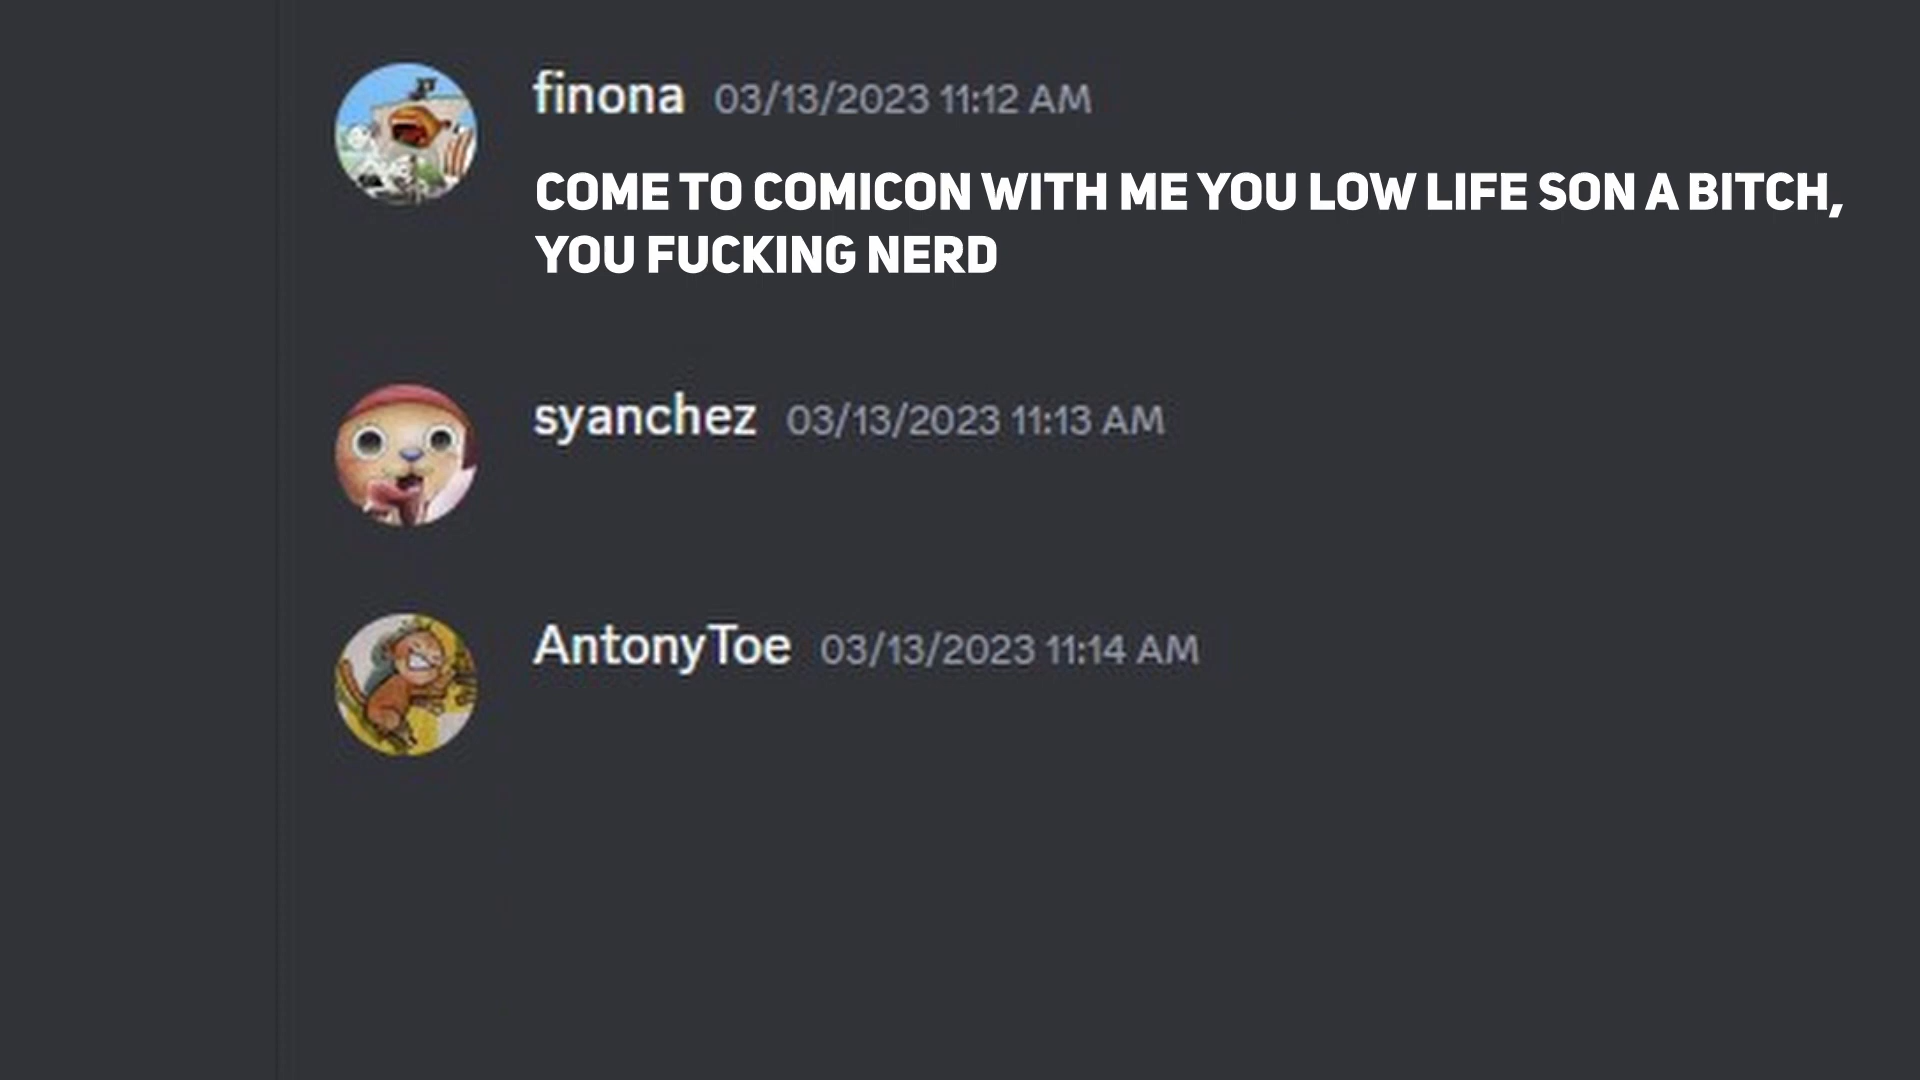 finona 03/13/2023 11:12 AM
COME TO COMICON WITH ME YOU LOW LIFE SON A BITCH,
YOU FUCKING NERD
syanchez 03/13/2023 11:13 AM
AntonyToe 03/13/2023 11:14 AM